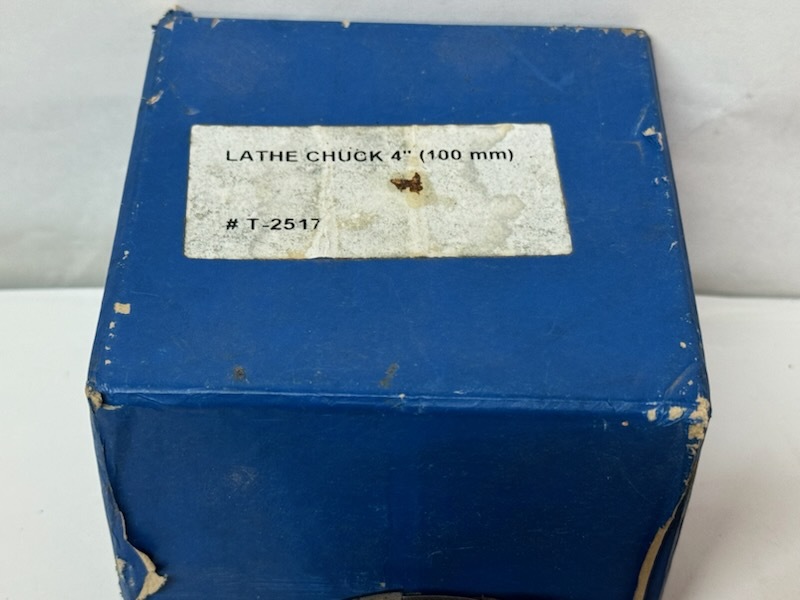 LATHE CHUCK 4" (100 mm)
# T-2517